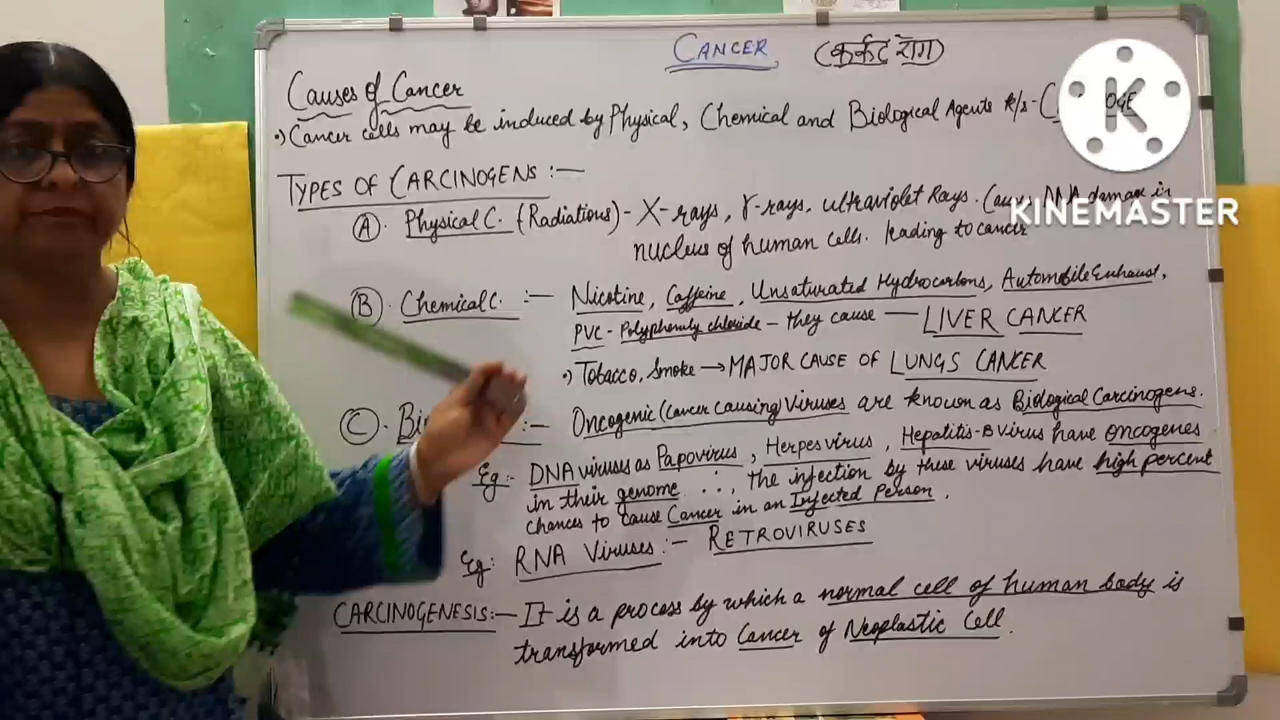 CANCER (कर्कट रोग)
Causes of Cancer
•) Cancer cells may be induced by Physical, Chemical and Biological Agents k/s -
K
KINEMASTER
TYPES OF CARCINOGENS :—
(A). Physical C. (Radiations) - X-rays, γ-rays, ultraviolet Rays. DNA damage in
nucleus of human cells. leading to cancer
(B). Chemical C. :— Nicotine, Caffeine, Unsaturated Hydrocarbons, Automobile Exhaust,
PVC - Polyphenyly chloride - they cause — LIVER CANCER
•) Tobacco, Smoke → MAJOR CAUSE OF LUNGS CANCER
(C). :— Oncogenic (Cancer causing) Viruses are known as Biological Carcinogens.
Eg: DNA viruses as Papovirus, Herpes virus, Hepatitis-B Virus have oncogenes
in their genome ∴, the infection by these viruses have high percent
chances to cause Cancer in an Infected Person.
Eg: RNA Viruses :- RETROVIRUSES
CARCINOGENESIS:— It is a process by which a normal cell of human body is
transformed into Cancer of Neoplastic Cell.